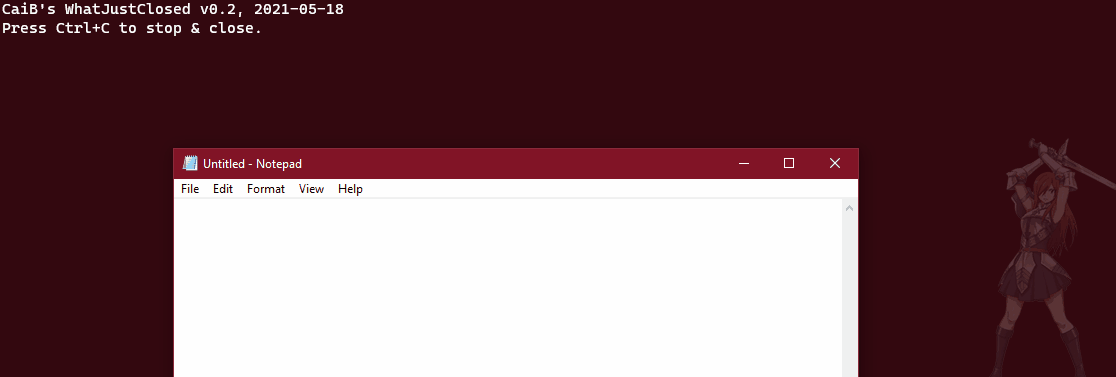 CaiB's WhatJustClosed v0.2, 2021-05-18
Press Ctrl+C to stop & close.
Untitled - Notepad
File Edit Format View Help